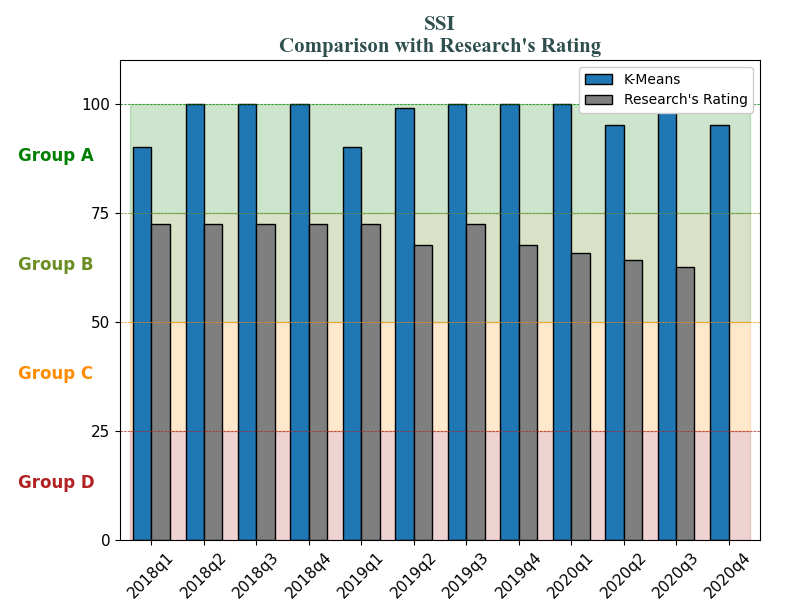 SSI
Comparison with Research's Rating
K-Means
Research's Rating
100
Group A
75
Group B
50
Group C
25
Group D
0
2018q1
2018q2
2018q3
2018q4
2019q1
2019q2
2019q3
2019q4
2020q1
2020q2
2020q3
2020q4